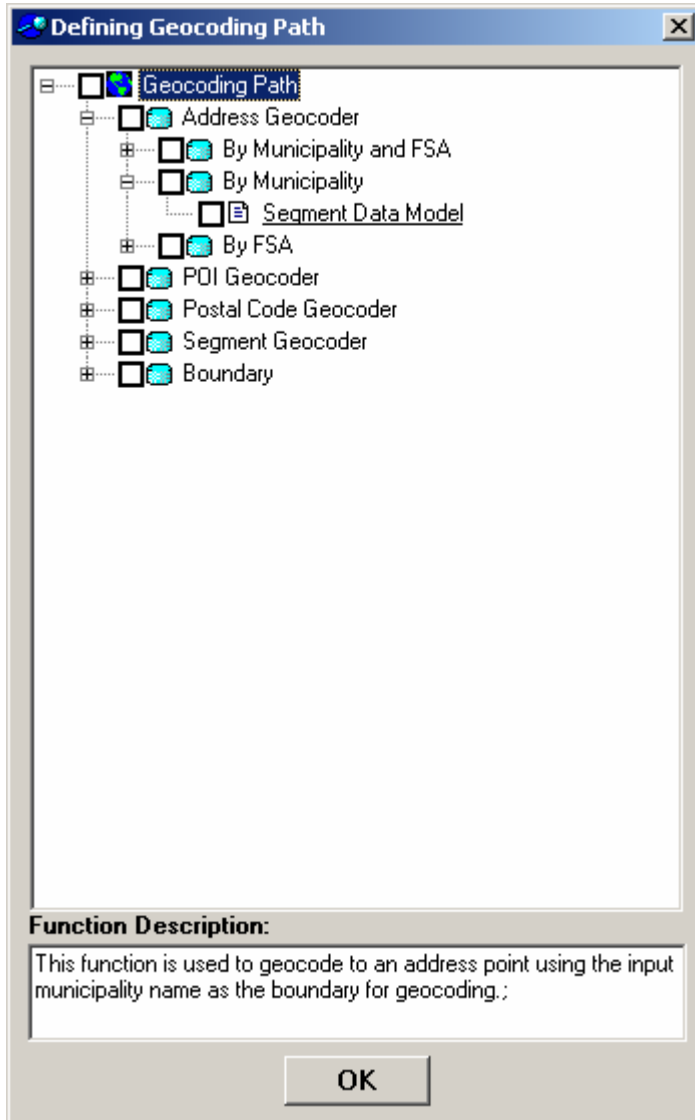 Defining Geocoding Path
Geocoding Path
Address Geocoder
By Municipality and FSA
By Municipality
Segment Data Model
By FSA
POI Geocoder
Postal Code Geocoder
Segment Geocoder
Boundary
Function Description:
This function is used to geocode to an address point using the input
municipality name as the boundary for geocoding.;
OK